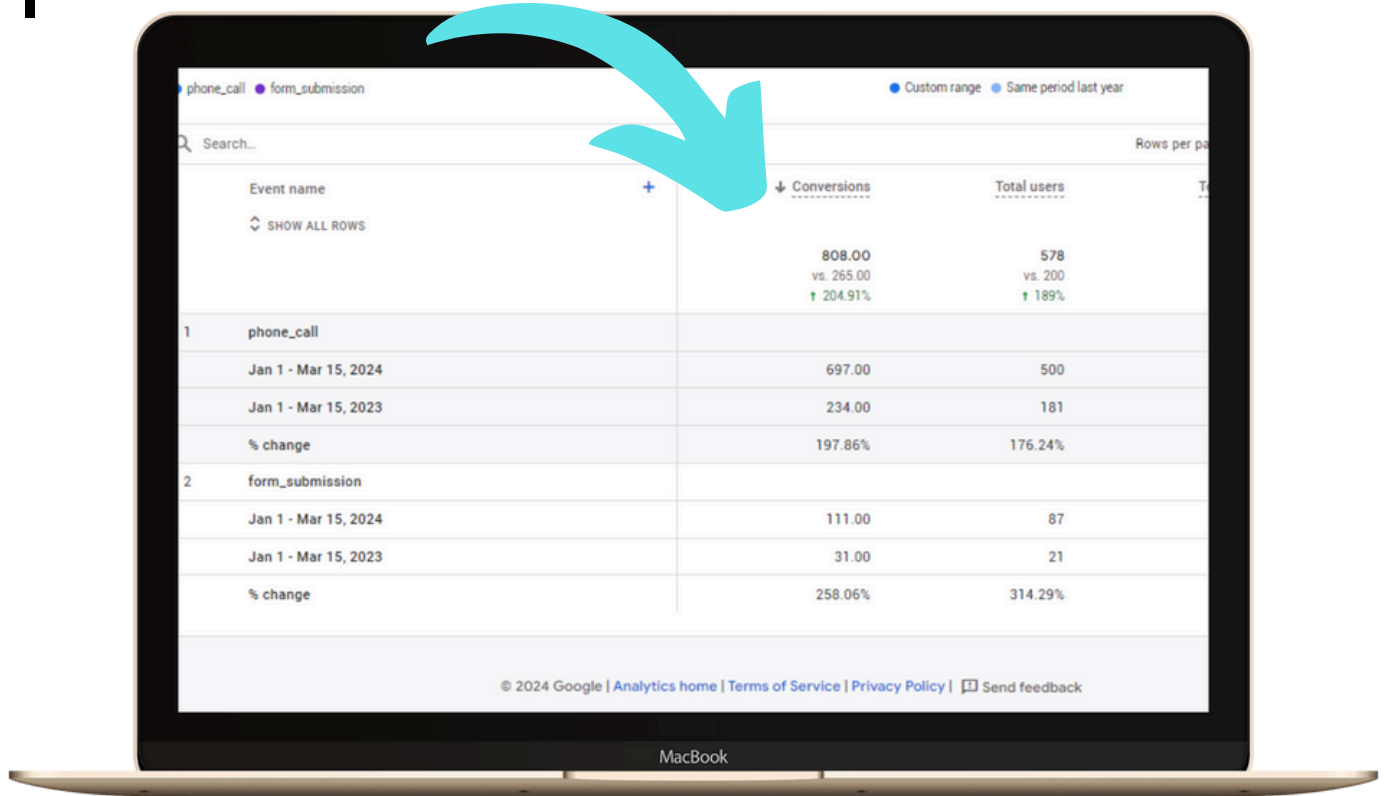 phone_call form_submission Custom range Same period last year
Search... Rows per pa
Event name + Conversions Total users
SHOW ALL ROWS
808.00 578
vs. 265.00 vs. 200
↑ 204.91% ↑ 189%
1 phone_call
Jan 1 - Mar 15, 2024 697.00 500
Jan 1 - Mar 15, 2023 234.00 181
% change 197.86% 176.24%
2 form_submission
Jan 1 - Mar 15, 2024 111.00 87
Jan 1 - Mar 15, 2023 31.00 21
% change 258.06% 314.29%
© 2024 Google | Analytics home | Terms of Service | Privacy Policy | Send feedback
MacBook